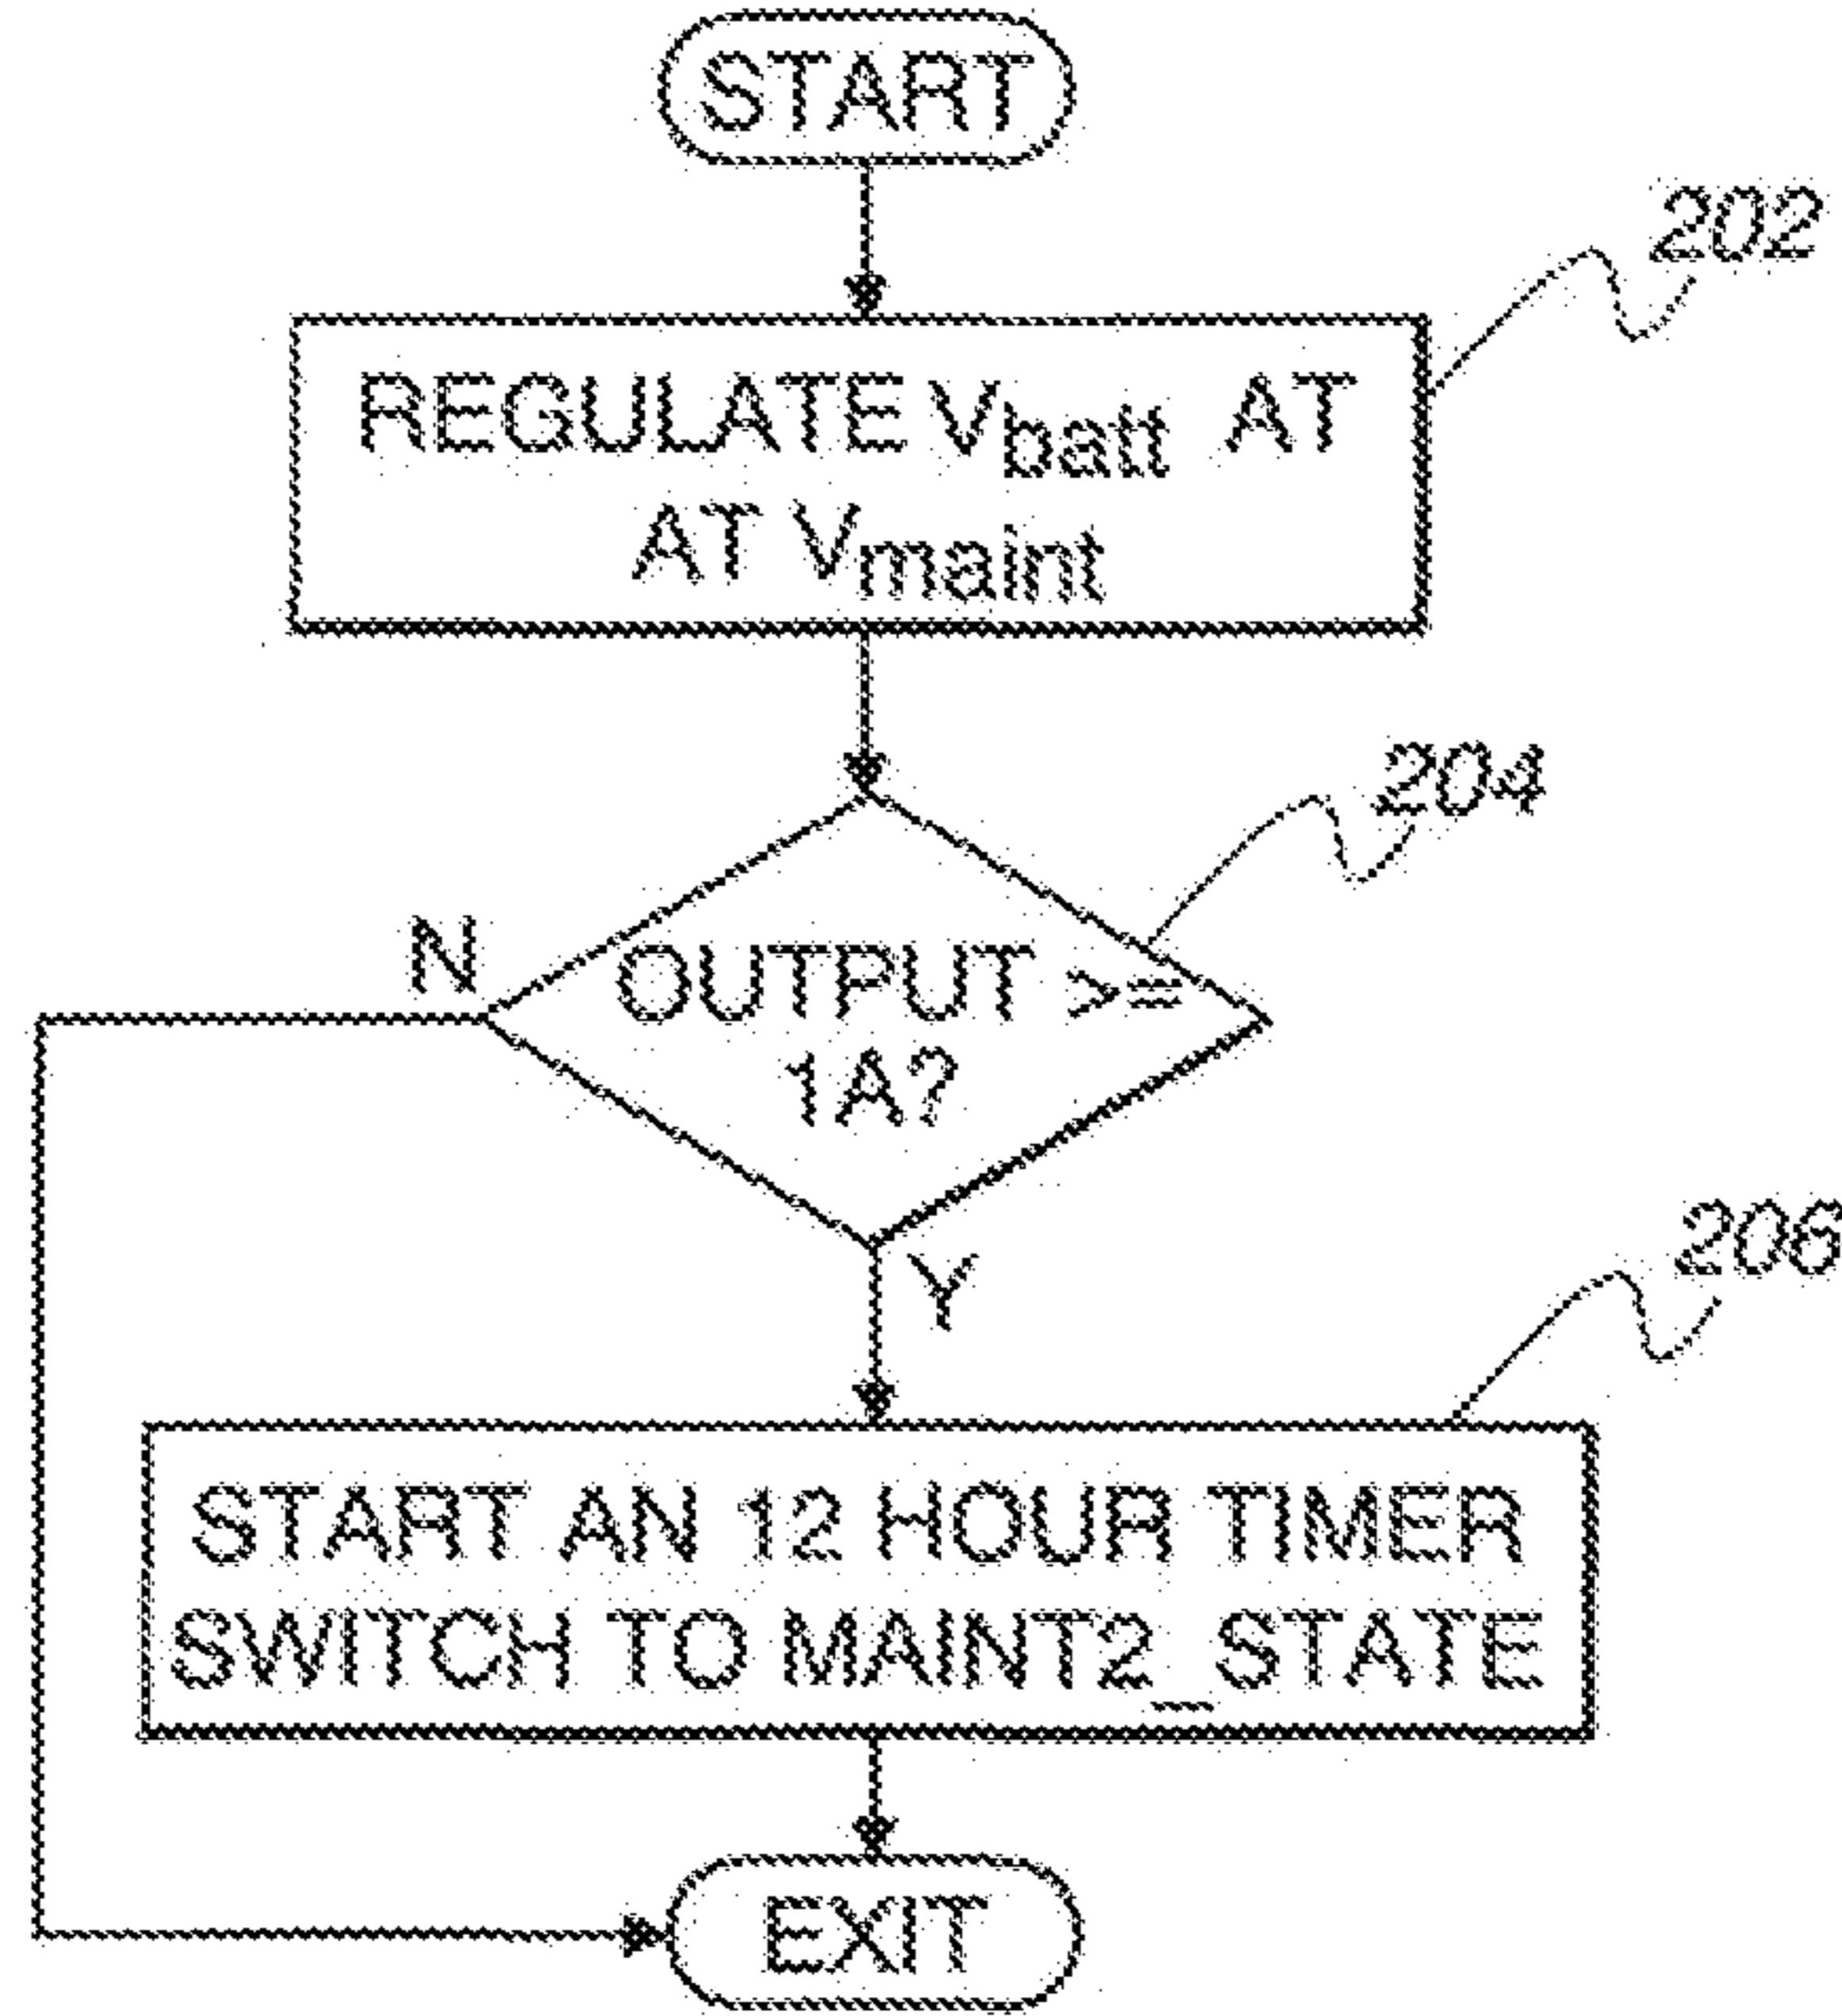 START
202
REGULATE Vbatt AT
AT Vmaint
204
N
OUTPUT >=
1A?
Y
206
START AN 12 HOUR TIMER
SWITCH TO MAINT2_STATE
EXIT